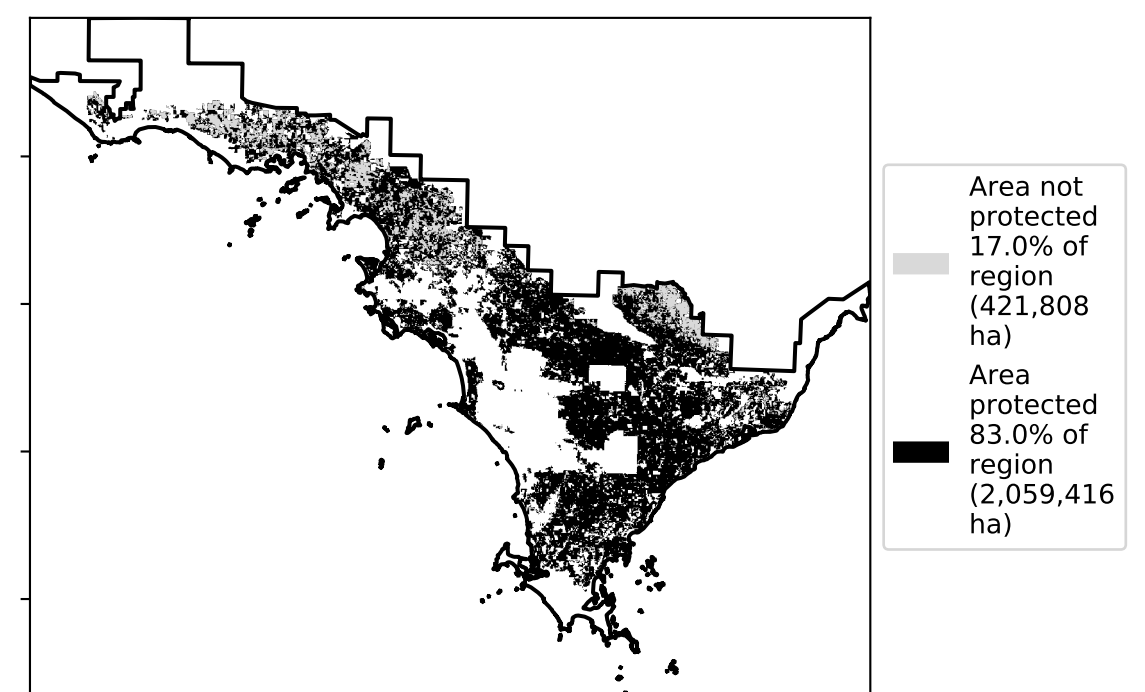 Area not
protected
17.0% of
region
(421,808
ha)
Area
protected
83.0% of
region
(2,059,416
ha)